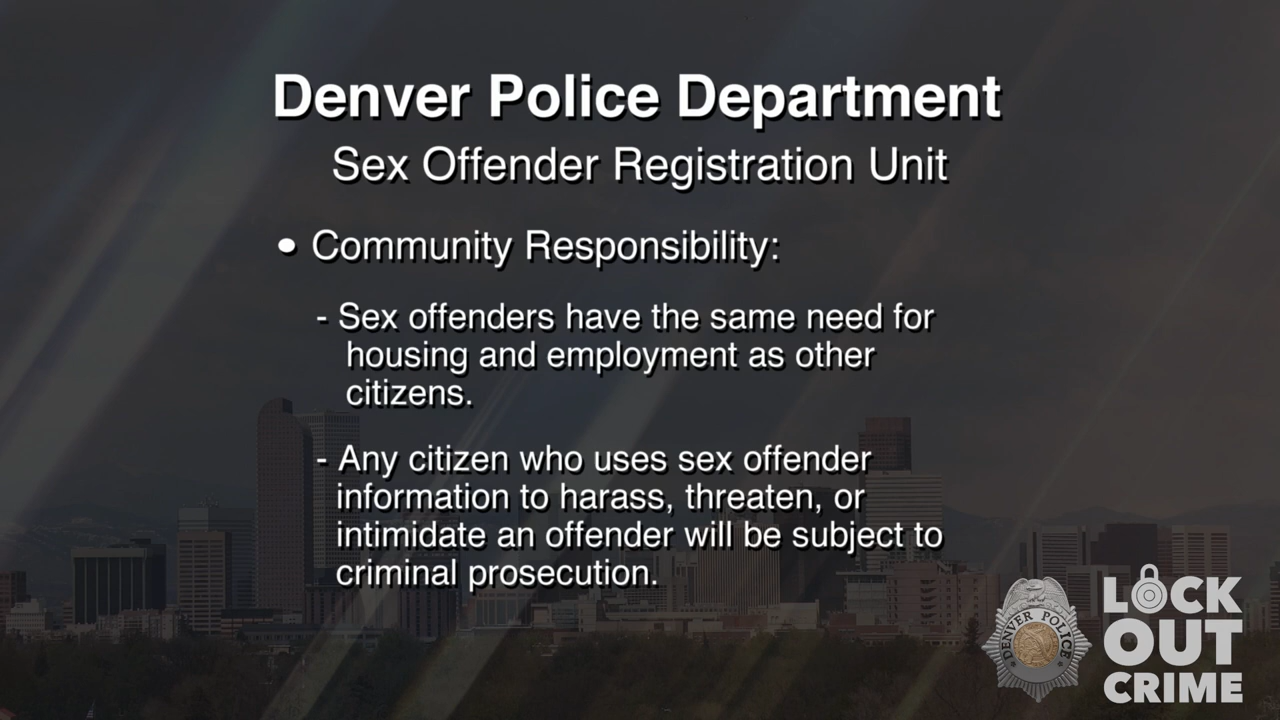 Denver Police Department
Sex Offender Registration Unit
• Community Responsibility:
- Sex offenders have the same need for
housing and employment as other
citizens.
- Any citizen who uses sex offender
information to harass, threaten, or
intimidate an offender will be subject to
criminal prosecution.
DENVER POLICE
LOCK
OUT
CRIME